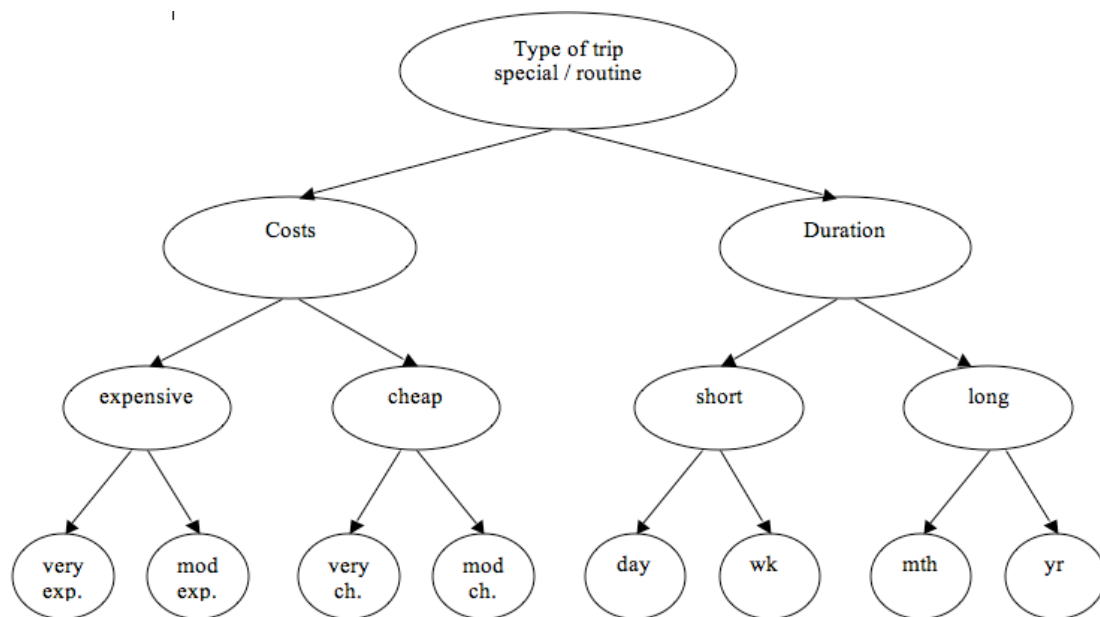 Type of trip
special / routine
Costs
Duration
expensive
cheap
short
long
very
exp.
mod
exp.
very
ch.
mod
ch.
day
wk
mth
yr